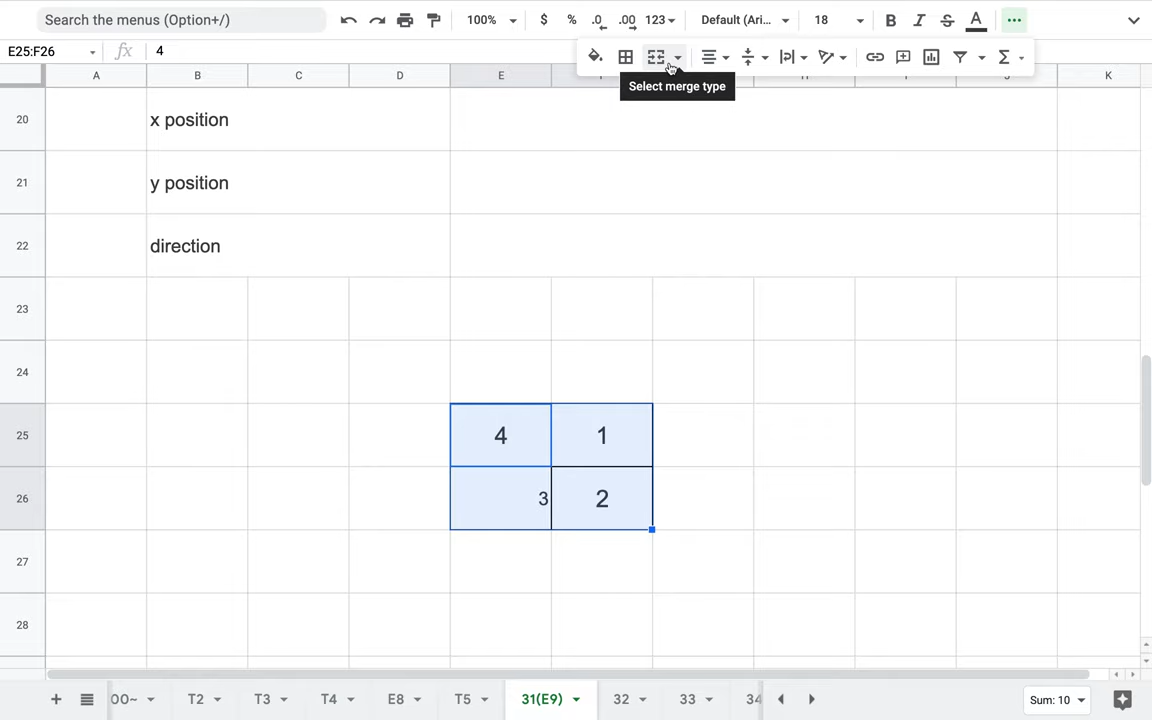 Search the menus (Option+/)
100%
$
%
.0
.00
123
Default (Ari...
18
B
I
S
A
E25:F26
fx
4
Select merge type
A
B
C
D
E
K
20
x position
21
y position
22
direction
23
24
25
4
1
26
3
2
27
28
+
OO~
T2
T3
T4
E8
T5
31(E9)
32
33
34
Sum: 10